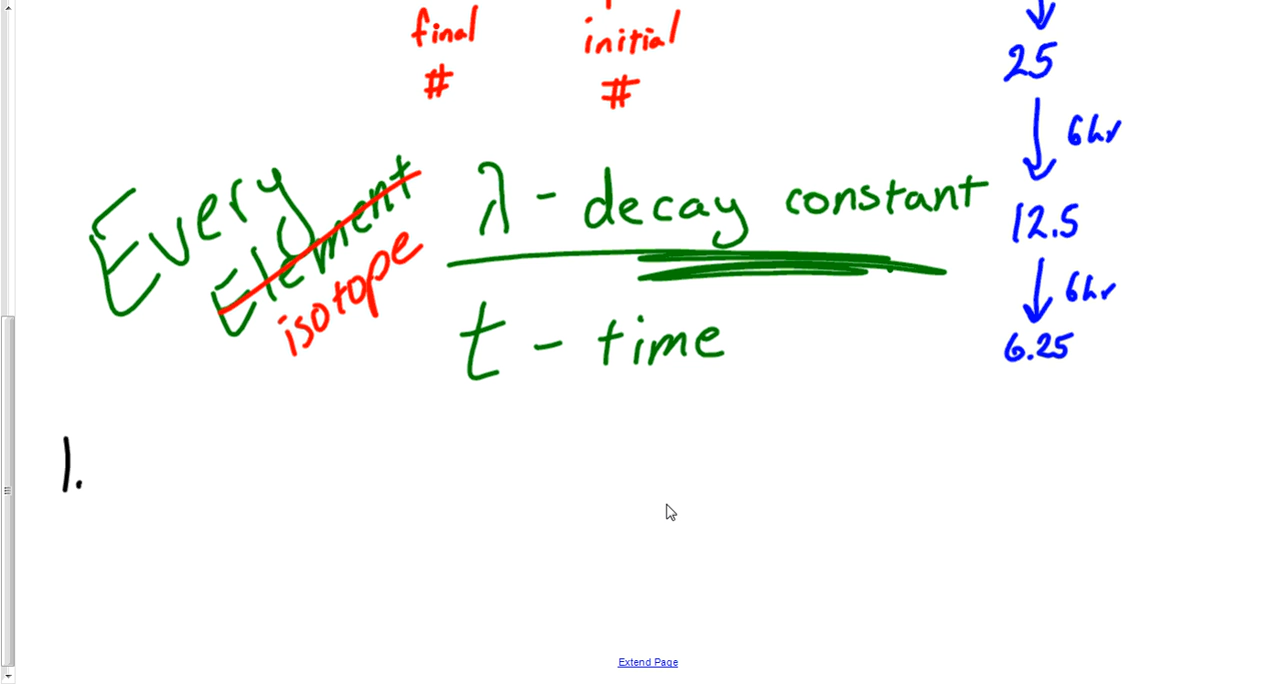 final
#
initial
#
25
6hr
12.5
6hr
6.25
Every
Element
isotope
λ - decay constant
t - time
1.
Extend Page